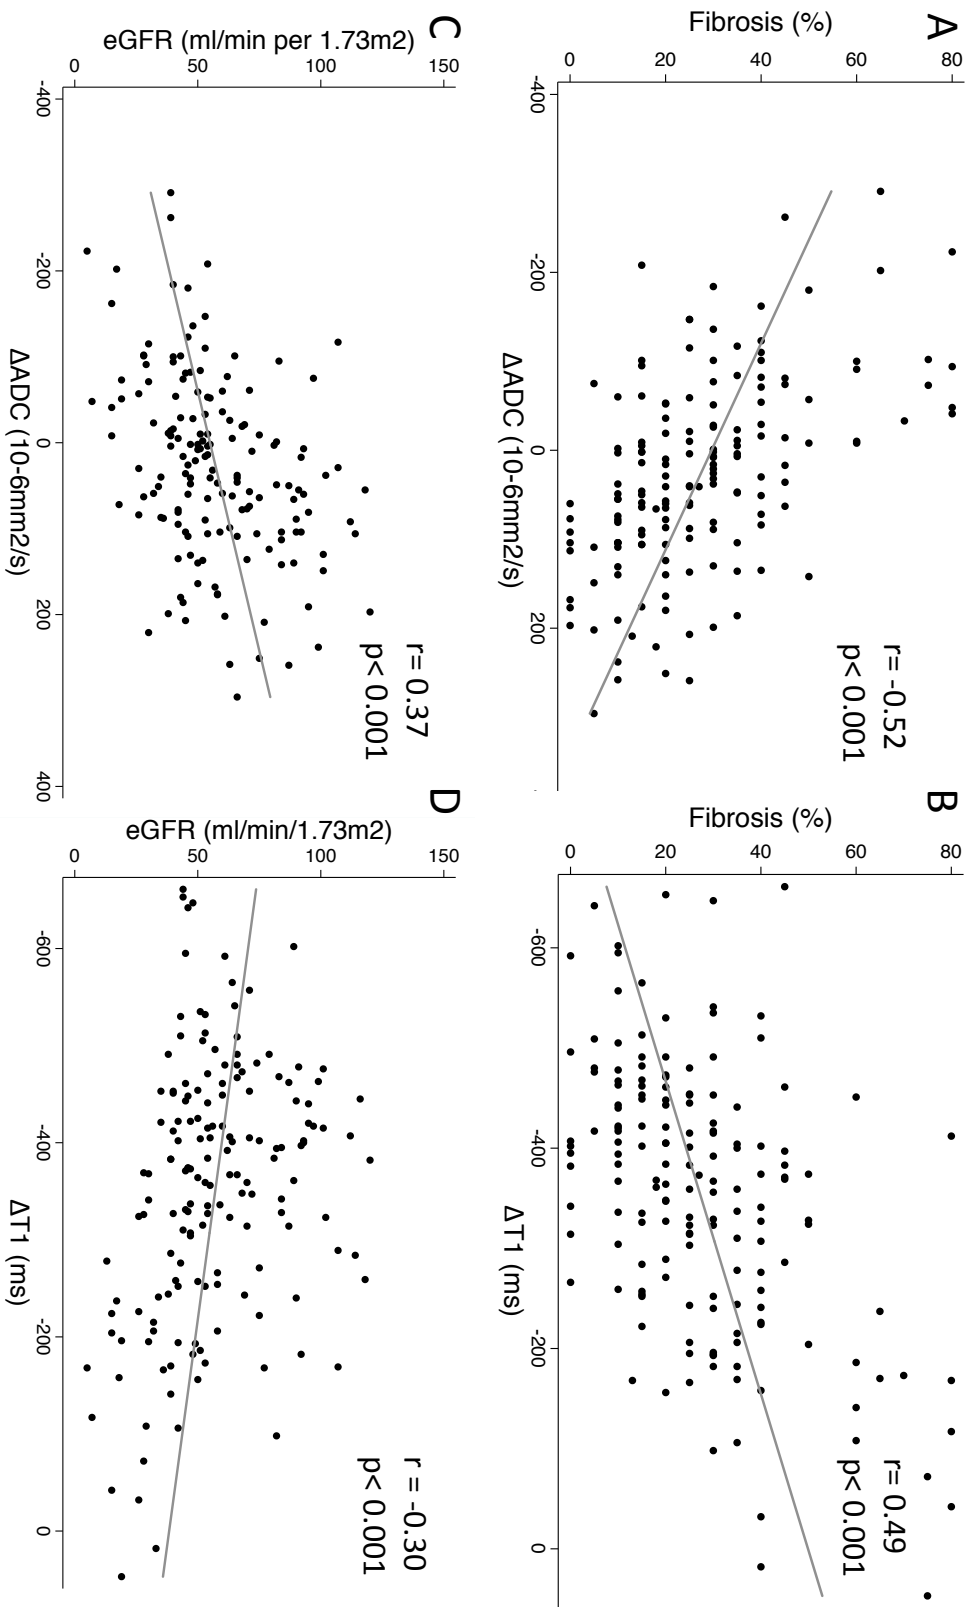 A
Fibrosis (%)
80
60
40
20
0
-400
-200
0
200
ΔADC (10-6mm2/s)
r= -0.52
p< 0.001
B
Fibrosis (%)
80
60
40
20
0
-600
-400
-200
0
ΔT1 (ms)
r= 0.49
p< 0.001
C
eGFR (ml/min per 1.73m2)
150
100
50
0
-400
-200
0
200
400
ΔADC (10-6mm2/s)
r= 0.37
p< 0.001
D
eGFR (ml/min/1.73m2)
150
100
50
0
-600
-400
-200
0
ΔT1 (ms)
r = -0.30
p< 0.001